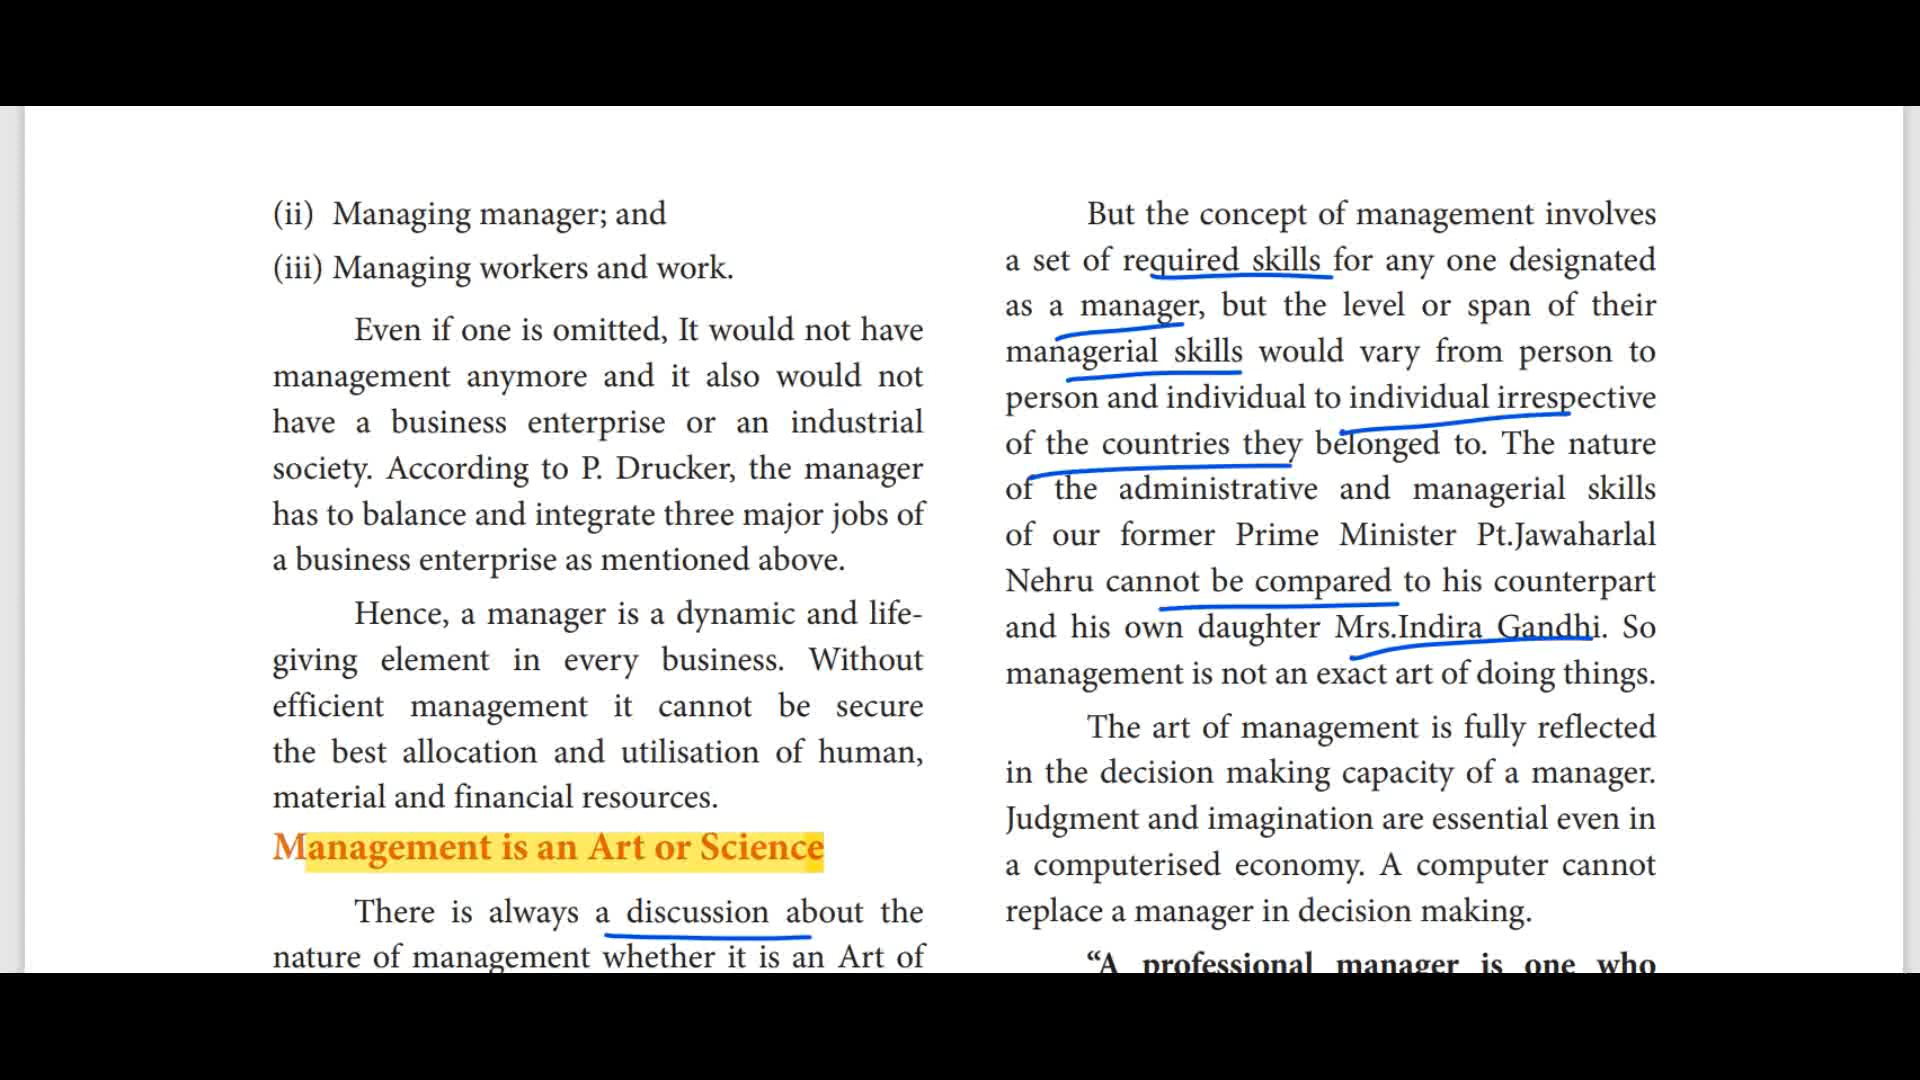 (ii) Managing manager; and
(iii) Managing workers and work.
Even if one is omitted, It would not have
management anymore and it also would not
have a business enterprise or an industrial
society. According to P. Drucker, the manager
has to balance and integrate three major jobs of
a business enterprise as mentioned above.
Hence, a manager is a dynamic and life-
giving element in every business. Without
efficient management it cannot be secure
the best allocation and utilisation of human,
material and financial resources.
Management is an Art or Science
There is always a discussion about the
nature of management whether it is an Art of
But the concept of management involves
a set of required skills for any one designated
as a manager, but the level or span of their
managerial skills would vary from person to
person and individual to individual irrespective
of the countries they belonged to. The nature
of the administrative and managerial skills
of our former Prime Minister Pt.Jawaharlal
Nehru cannot be compared to his counterpart
and his own daughter Mrs.Indira Gandhi. So
management is not an exact art of doing things.
The art of management is fully reflected
in the decision making capacity of a manager.
Judgment and imagination are essential even in
a computerised economy. A computer cannot
replace a manager in decision making.
“A professional manager is one who